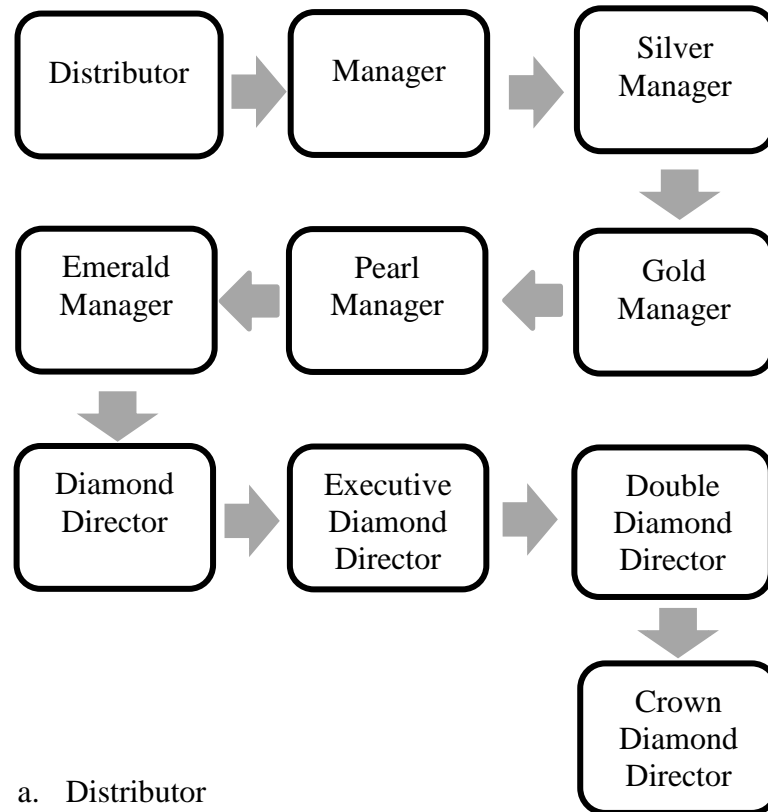 Distributor
Manager
Silver
Manager
Gold
Manager
Pearl
Manager
Emerald
Manager
Diamond
Director
Executive
Diamond
Director
Double
Diamond
Director
Crown
Diamond
Director
a. Distributor